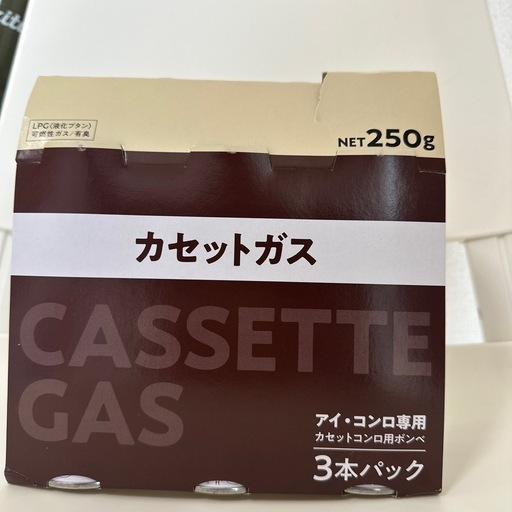 LPG(液化ブタン)
可燃性ガス/有臭
NET250g
カセットガス
CASSETTE
GAS
アイ・コンロ専用
カセットコンロ用ボンベ
3本パック